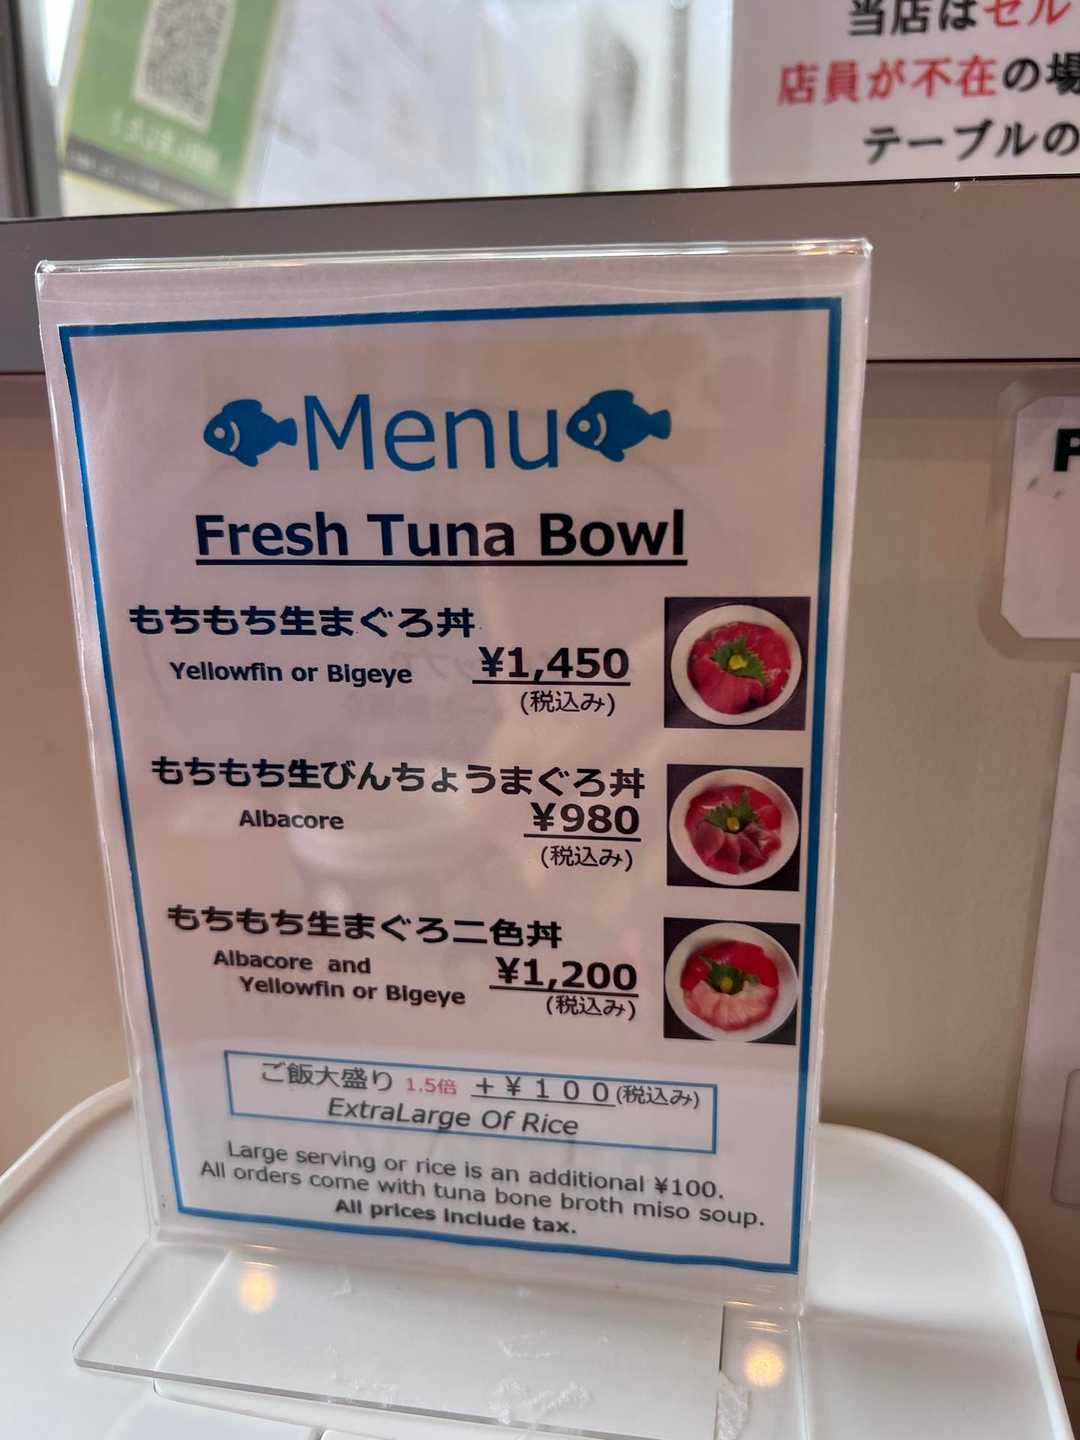 当店はセル
店員が不在の場
テーブルの
Menu
Fresh Tuna Bowl
もちもち生まぐろ丼
Yellowfin or Bigeye ¥1,450
(税込み)
もちもち生びんちょうまぐろ丼
Albacore ¥980
(税込み)
もちもち生まぐろ二色丼
Albacore and
Yellowfin or Bigeye ¥1,200
(税込み)
ご飯大盛り 1.5倍 +¥100(税込み)
ExtraLarge Of Rice
Large serving or rice is an additional ¥100.
All orders come with tuna bone broth miso soup.
All prices include tax.